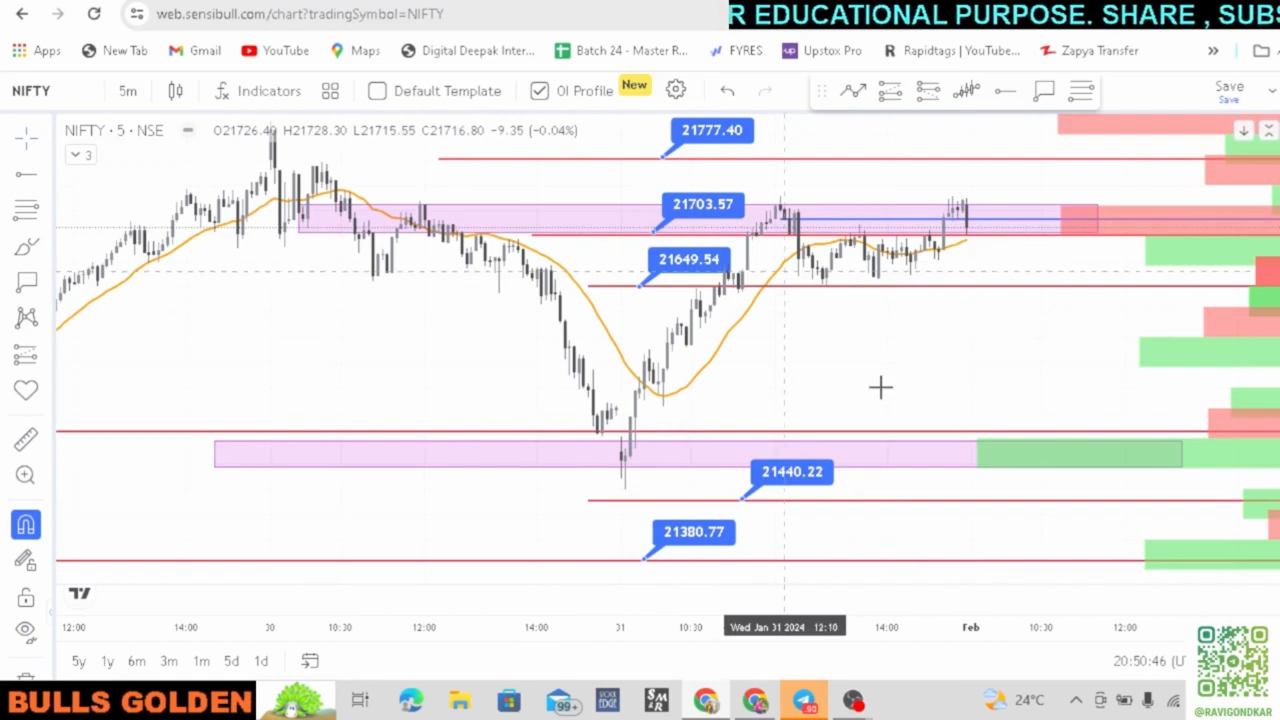 web.sensibull.com/chart?tradingSymbol=NIFTY
R EDUCATIONAL PURPOSE. SHARE , SUBS
Apps
New Tab
Gmail
YouTube
Maps
Digital Deepak Inter...
Batch 24 - Master R...
FYRES
Upstox Pro
Rapidtags | YouTube...
Zapya Transfer
NIFTY
5m
Indicators
Default Template
OI Profile
New
Save
Save
NIFTY · 5 · NSE
O21726.40 H21728.30 L21715.55 C21716.80 −9.35 (−0.04%)
3
21777.40
21703.57
21649.54
21440.22
21380.77
12:00
14:00
30
10:30
12:00
14:00
31
10:30
Wed Jan 31 2024 12:10
14:00
Feb
10:30
12:00
5y
1y
6m
3m
1m
5d
1d
20:50:46 (U
BULLS GOLDEN
99+
24°C
@RAVIGONDKAR